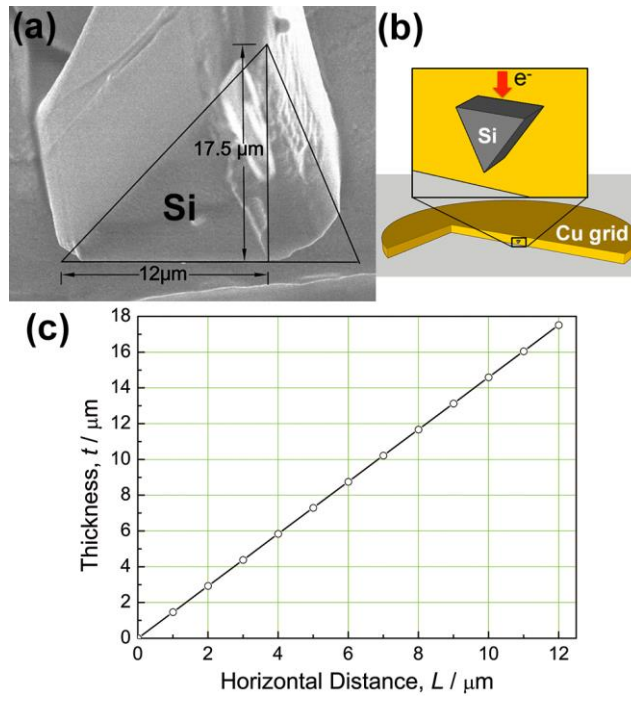 (a)
17.5 µm
Si
12µm
(b)
e-
Si
Cu grid
(c)
Thickness, t / µm
18
16
14
12
10
8
6
4
2
0
0 2 4 6 8 10 12
Horizontal Distance, L / µm